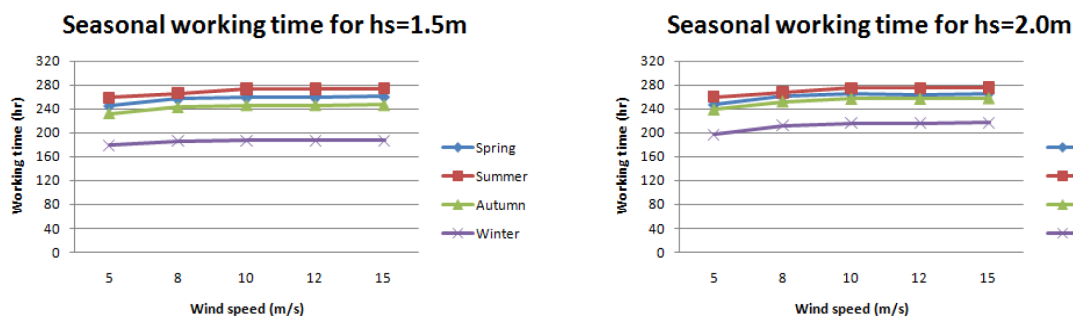 Seasonal working time for hs=1.5m
320
280
240
200
160
120
80
40
0
Working time (hr)
5 8 10 12 15
Wind speed (m/s)
Spring
Summer
Autumn
Winter
Seasonal working time for hs=2.0m
320
280
240
200
160
120
80
40
0
Working time (hr)
5 8 10 12 15
Wind speed (m/s)